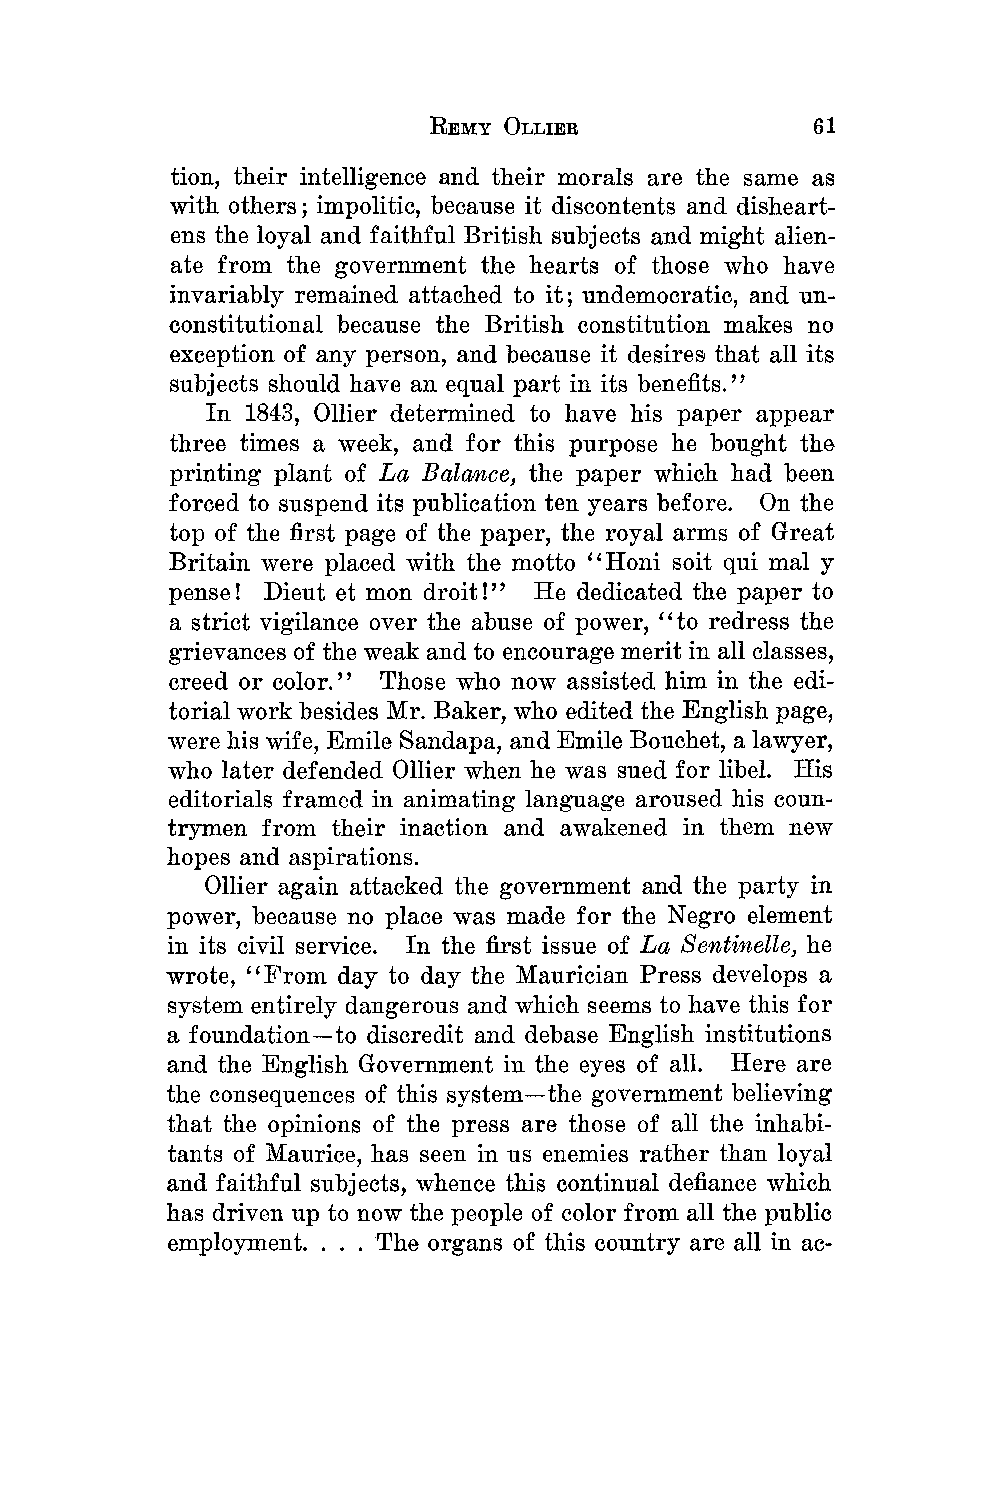 REMY OLLIER 61
tion, their intelligence and their morals are the same as
with others; impolitic, because it discontents and disheart-
ens the loyal and faithful British subjects and might alien-
ate from the government the hearts of those who have
invariably remained attached to it; undemocratic, and un-
constitutional because the British constitution makes no
exception of any person, and because it desires that all its
subjects should have an equal part in its benefits.''
In 1843, Ollier determined to have his paper appear
three times a week, and for this purpose he bought the
printing plant of La Balance, the paper which had been
forced to suspend its publication ten years before. On the
top of the first page of the paper, the royal arms of Great
Britain were placed with the motto ``Honi soit qui mal y
pense! Dieut et mon droit!'' He dedicated the paper to
a strict vigilance over the abuse of power, ``to redress the
grievances of the weak and to encourage merit in all classes,
creed or color.'' Those who now assisted him in the edi-
torial work besides Mr. Baker, who edited the English page,
were his wife, Emile Sandapa, and Emile Bouchet, a lawyer,
who later defended Ollier when he was sued for libel. His
editorials framed in animating language aroused his coun-
trymen from their inaction and awakened in them new
hopes and aspirations.
Ollier again attacked the government and the party in
power, because no place was made for the Negro element
in its civil service. In the first issue of La Sentinelle, he
wrote, ``From day to day the Maurician Press develops a
system entirely dangerous and which seems to have this for
a foundation—to discredit and debase English institutions
and the English Government in the eyes of all. Here are
the consequences of this system—the government believing
that the opinions of the press are those of all the inhabi-
tants of Maurice, has seen in us enemies rather than loyal
and faithful subjects, whence this continual defiance which
has driven up to now the people of color from all the public
employment. . . . The organs of this country are all in ac-